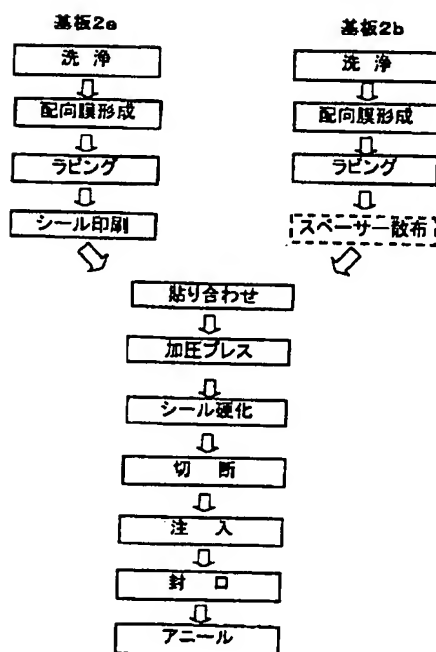 基板2a
洗 浄
配向膜形成
ラビング
シール印刷
基板2b
洗 浄
配向膜形成
ラビング
スペーサー散布
貼り合わせ
加圧プレス
シール硬化
切 断
注 入
封 口
アニール